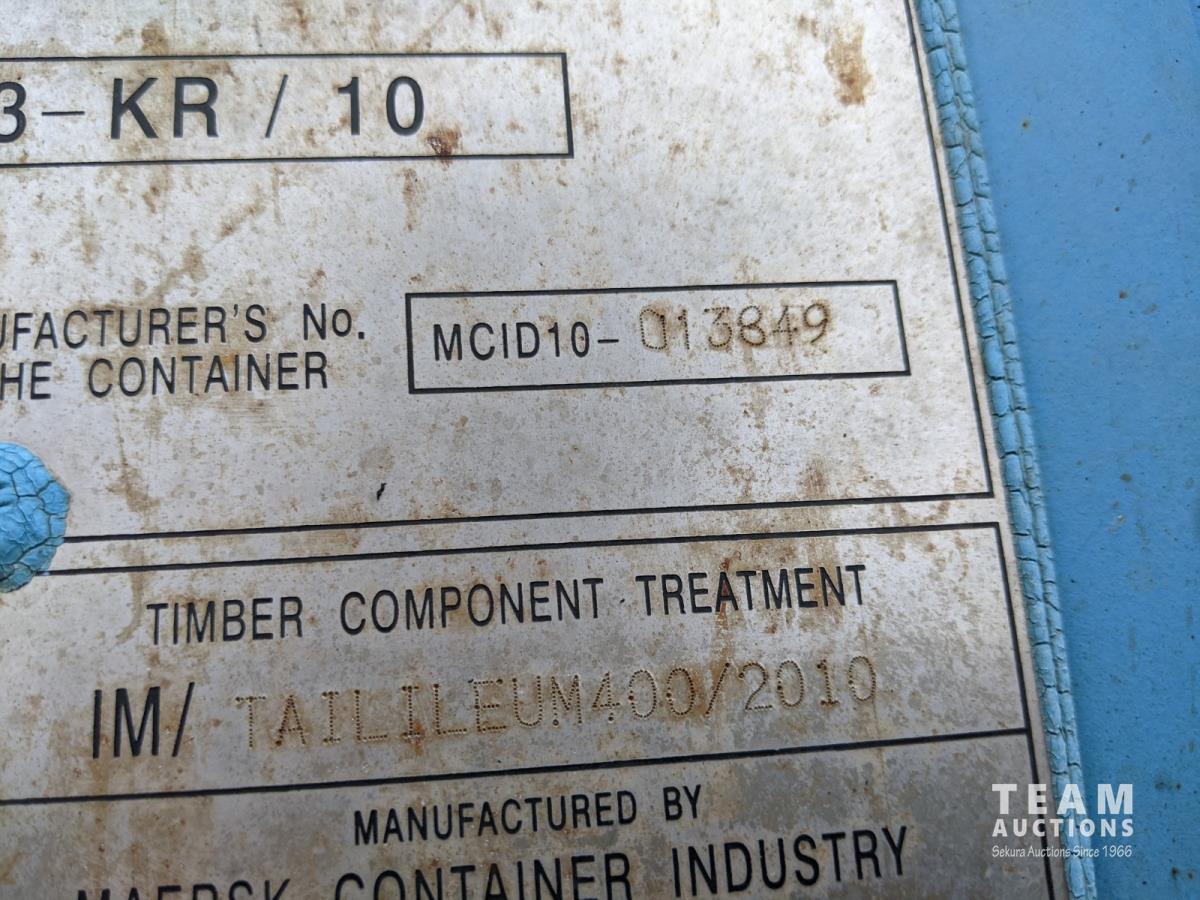 3-KR / 10
UFACTURER'S No.
HE CONTAINER
MCID10- 013849
TIMBER COMPONENT TREATMENT
IM/ TAILILEUM400/2010
MANUFACTURED BY
MAERSK CONTAINER INDUSTRY
TEAM
AUCTIONS
Sekura Auctions Since 1966